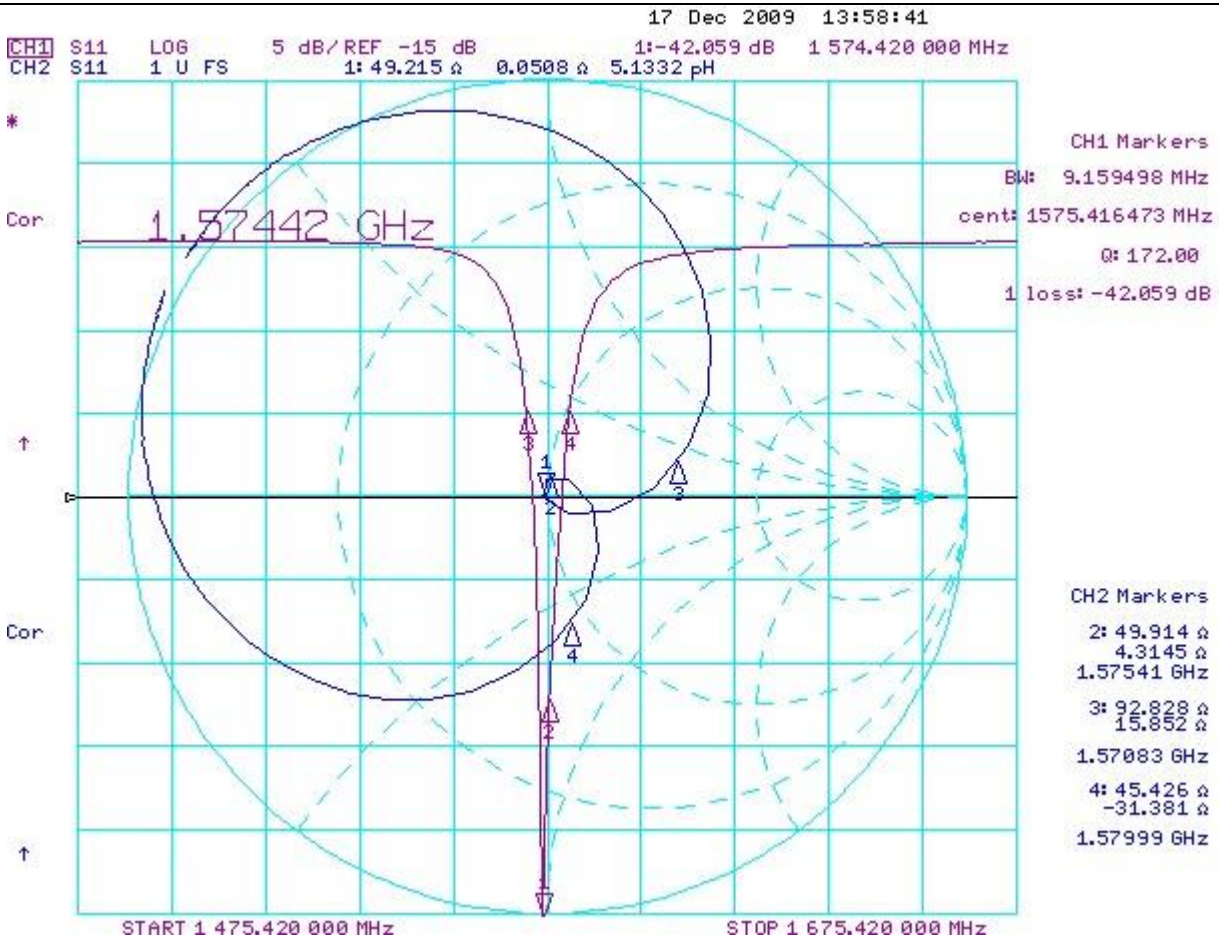 17 Dec 2009 13:58:41
CH1 S11 LOG 5 dB/REF -15 dB 1:-42.059 dB 1 574.420 000 MHz
CH2 S11 1 U FS 1: 49.215 Ω 0.0508 Ω 5.1332 pH
*
CH1 Markers
BW: 9.159498 MHz
Cor
1.57442 GHz
cent: 1575.416473 MHz
Q: 172.00
1 loss: -42.059 dB
↑
3
4
1
2
3
4
2
1
CH2 Markers
Cor
2: 49.914 Ω
4.3145 Ω
1.57541 GHz
3: 92.828 Ω
15.852 Ω
1.57083 GHz
4: 45.426 Ω
-31.381 Ω
1.57999 GHz
↑
START 1 475.420 000 MHz STOP 1 675.420 000 MHz